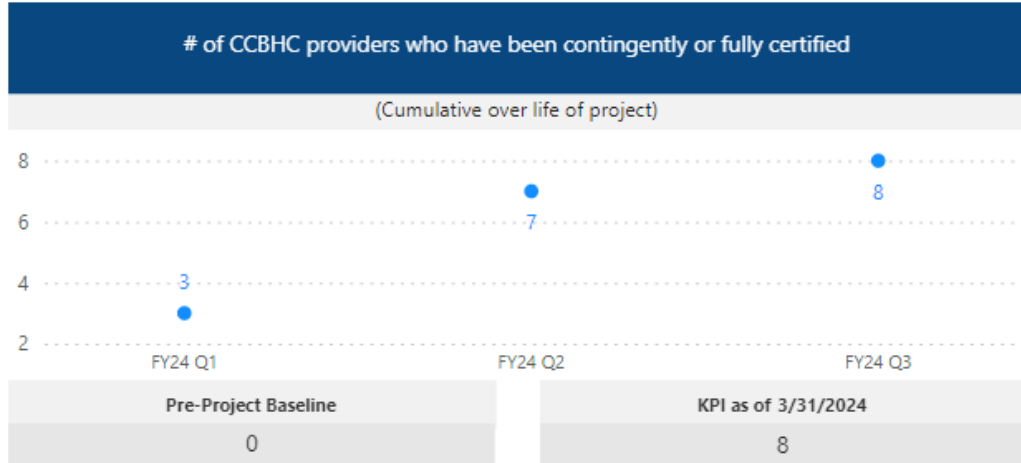 # of CCBHC providers who have been contingently or fully certified
(Cumulative over life of project)
8
8
7
6
4
3
2
FY24 Q1 FY24 Q2 FY24 Q3
Pre-Project Baseline KPI as of 3/31/2024
0 8